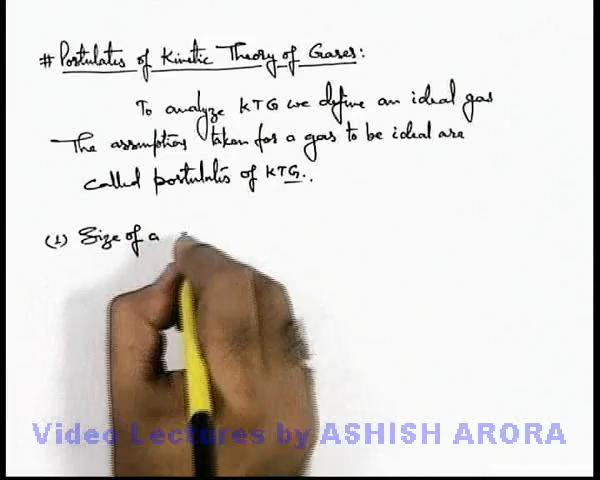 # Postulates of Kinetic Theory of Gases:
To analyze KTG we define an ideal gas
The assumptions taken for a gas to be ideal are
called postulates of KTG.
(1) Size of a
Video Lectures by ASHISH ARORA